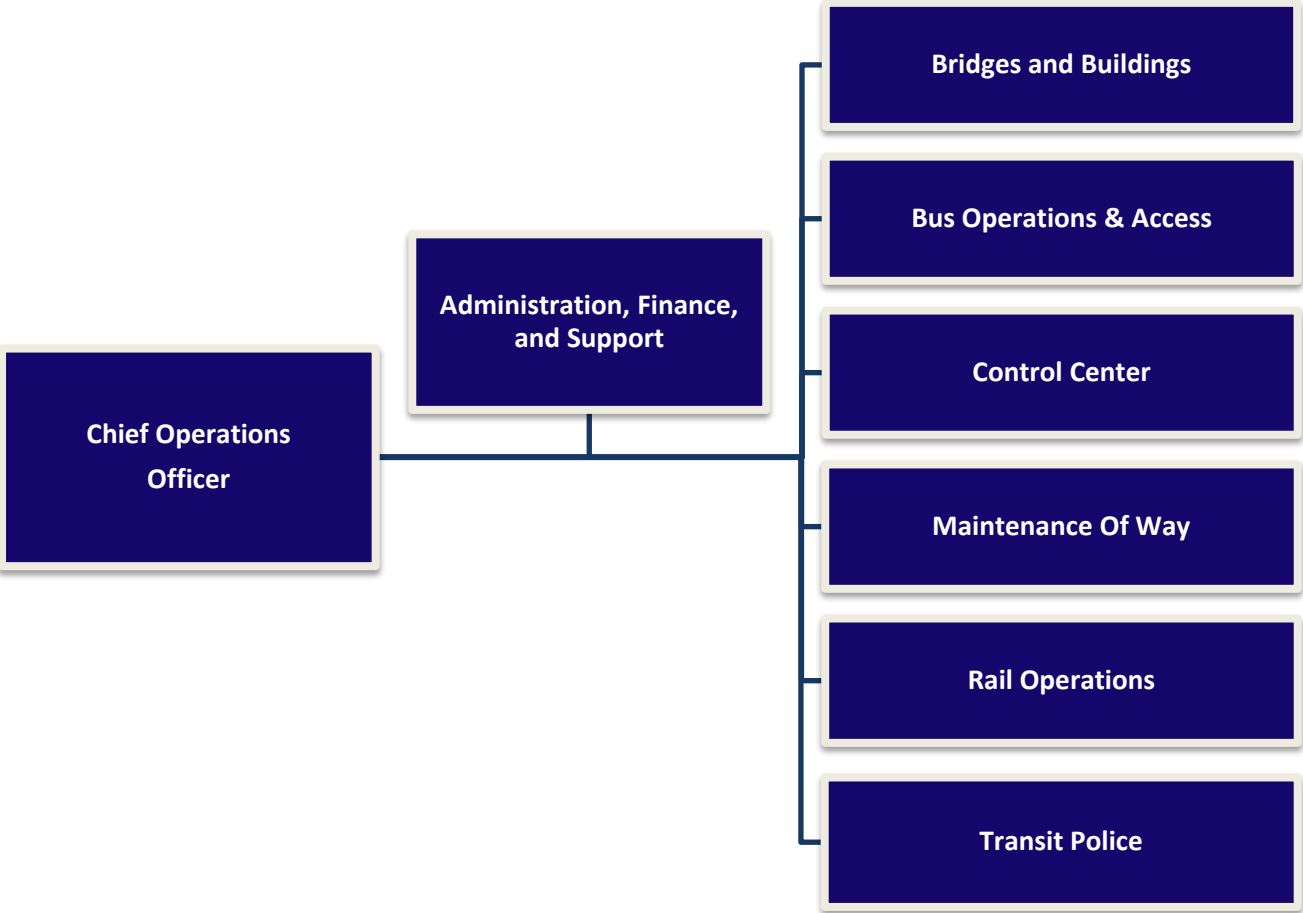 Chief Operations
Officer
Administration, Finance,
and Support
Bridges and Buildings
Bus Operations & Access
Control Center
Maintenance Of Way
Rail Operations
Transit Police